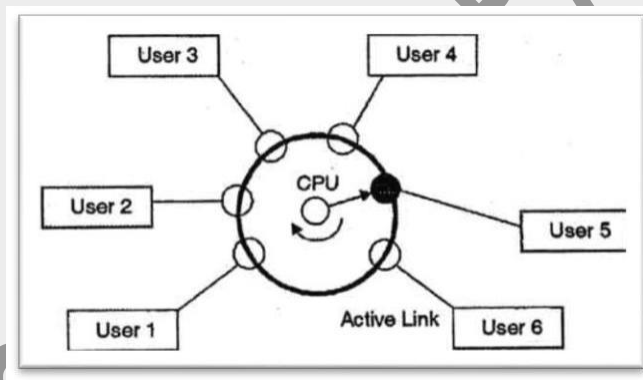 User 3
User 4
CPU
User 2
User 5
User 1
Active Link
User 6